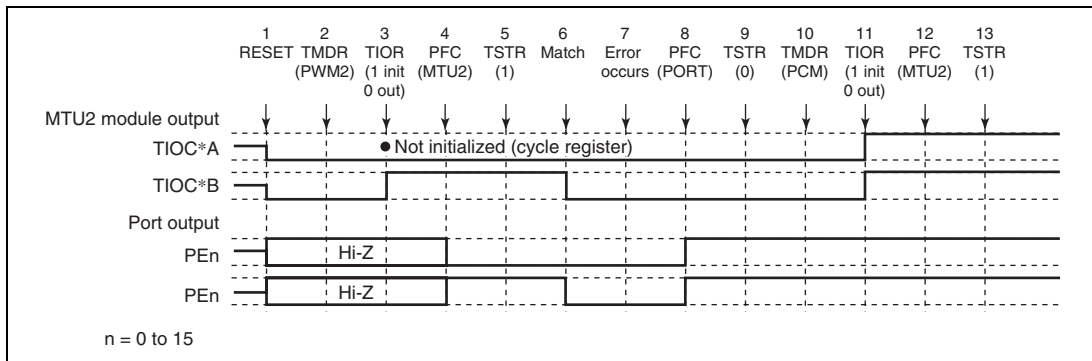 1 2 3 4 5 6 7 8 9 10 11 12 13
RESET TMDR TIOR PFC TSTR Match Error PFC TSTR TMDR TIOR PFC TSTR
(PWM2) (1 init (MTU2) (1) occurs (PORT) (0) (PCM) (1 init (MTU2) (1)
0 out) 0 out)
MTU2 module output
TIOC*A
● Not initialized (cycle register)
TIOC*B
Port output
PEn Hi-Z
PEn Hi-Z
n = 0 to 15